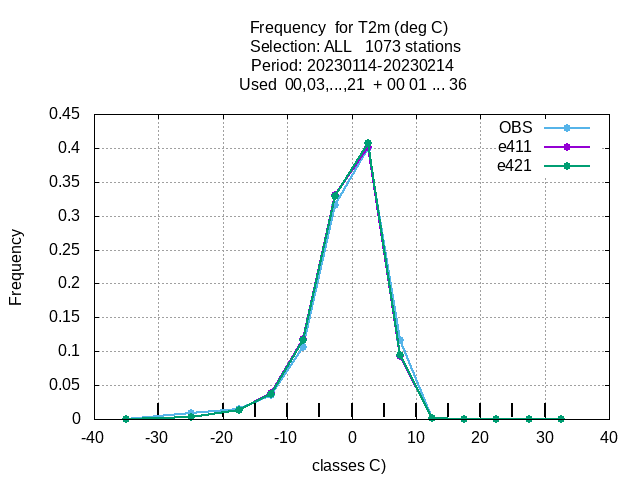 Frequency  for T2m (deg C)
Selection: ALL   1073 stations
Period: 20230114-20230214
Used  00,03,...,21  + 00 01 ... 36
OBS
e411
e421
Frequency
0.45
0.4
0.35
0.3
0.25
0.2
0.15
0.1
0.05
0
-40 -30 -20 -10 0 10 20 30 40
classes C)